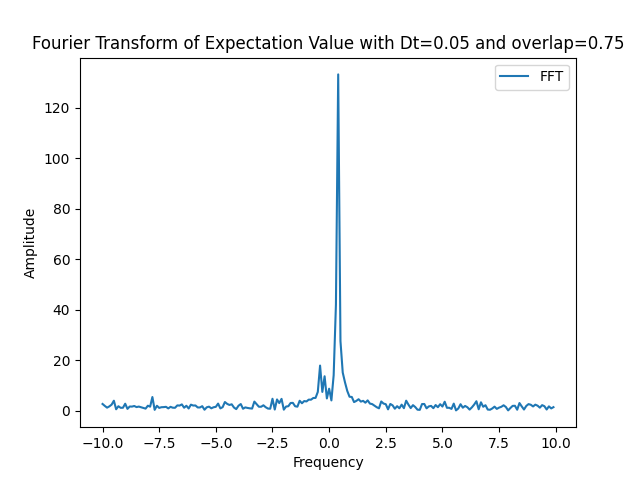 Fourier Transform of Expectation Value with Dt=0.05 and overlap=0.75
FFT
120
100
80
60
40
20
0
Amplitude
−10.0 −7.5 −5.0 −2.5 0.0 2.5 5.0 7.5 10.0
Frequency